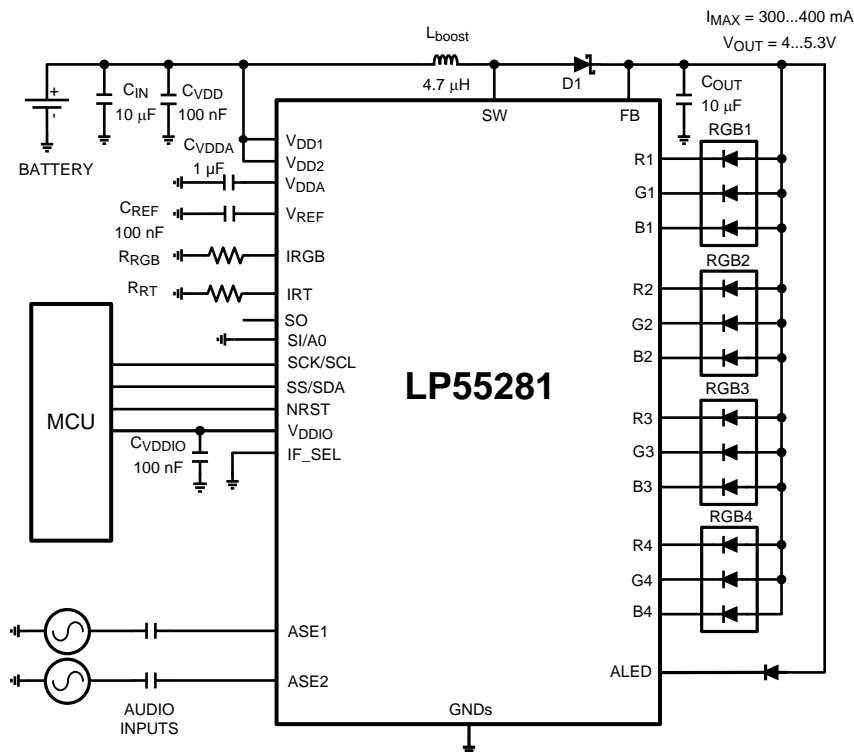 I_MAX = 300...400 mA
V_OUT = 4...5.3V
L_boost
4.7 μH
D1
C_IN
10 μF
C_VDD
100 nF
C_OUT
10 μF
+
-
BATTERY
SW
FB
C_VDDA
1 μF
C_REF
100 nF
R_RGB
R_RT
V_DD1
V_DD2
V_DDA
V_REF
IRGB
IRT
SO
SI/A0
SCK/SCL
SS/SDA
NRST
V_DDIO
IF_SEL
MCU
C_VDDIO
100 nF
LP55281
RGB1
R1
G1
B1
RGB2
R2
G2
B2
RGB3
R3
G3
B3
RGB4
R4
G4
B4
ALED
ASE1
ASE2
AUDIO
INPUTS
GNDs